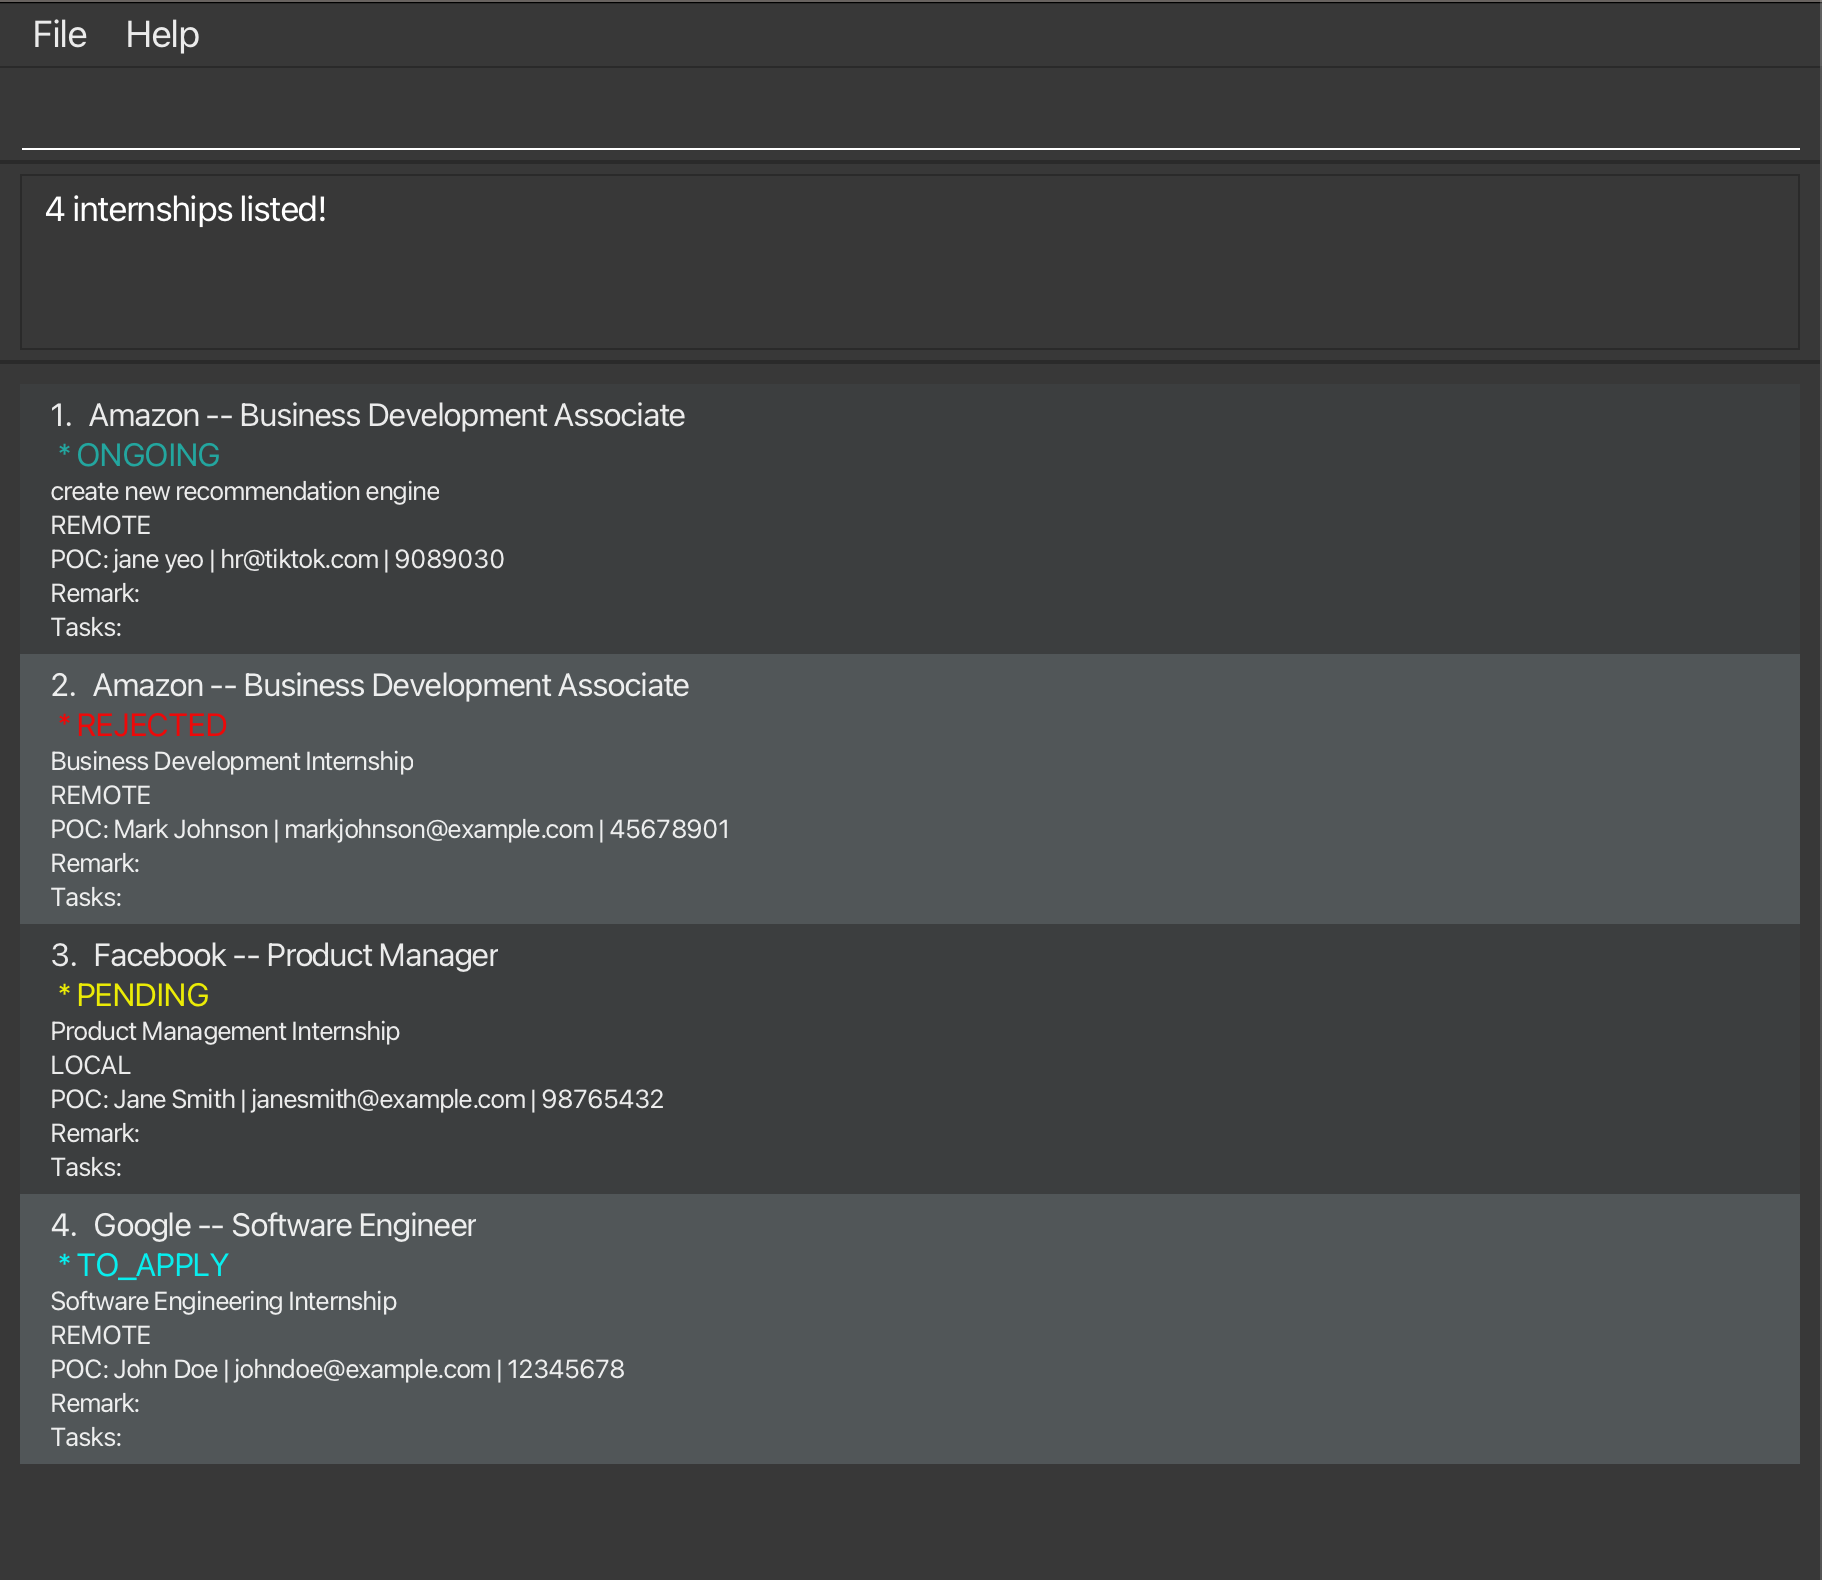 File Help
4 internships listed!
1. Amazon -- Business Development Associate
* ONGOING
create new recommendation engine
REMOTE
POC: jane yeo | hr@tiktok.com | 9089030
Remark:
Tasks:
2. Amazon -- Business Development Associate
* REJECTED
Business Development Internship
REMOTE
POC: Mark Johnson | markjohnson@example.com | 45678901
Remark:
Tasks:
3. Facebook -- Product Manager
* PENDING
Product Management Internship
LOCAL
POC: Jane Smith | janesmith@example.com | 98765432
Remark:
Tasks:
4. Google -- Software Engineer
* TO_APPLY
Software Engineering Internship
REMOTE
POC: John Doe | johndoe@example.com | 12345678
Remark:
Tasks: